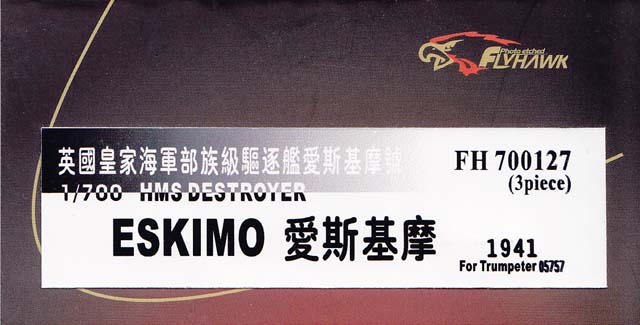 Photo etched
FLYHAWK
英國皇家海軍部族級驅逐艦愛斯基摩號
FH 700127
(3piece)
1/700 HMS DESTROYER
ESKIMO 愛斯基摩
1941
For Trumpeter 05757